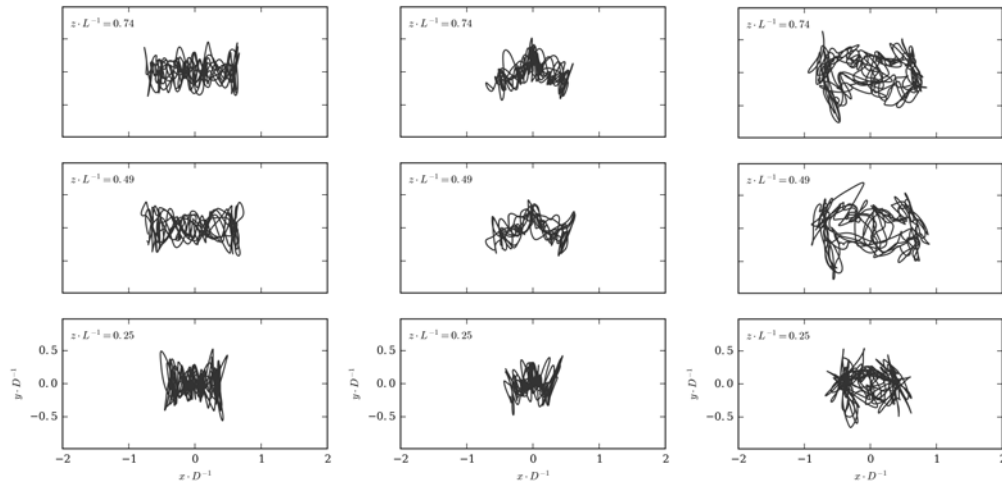 z · L⁻¹ = 0.74
z · L⁻¹ = 0.74
z · L⁻¹ = 0.74
z · L⁻¹ = 0.49
z · L⁻¹ = 0.49
z · L⁻¹ = 0.49
z · L⁻¹ = 0.25
z · L⁻¹ = 0.25
z · L⁻¹ = 0.25
0.5
0.0
−0.5
y · D⁻¹
0.5
0.0
−0.5
y · D⁻¹
0.5
0.0
−0.5
y · D⁻¹
−2 −1 0 1 2
−2 −1 0 1 2
−2 −1 0 1 2
x · D⁻¹
x · D⁻¹
x · D⁻¹